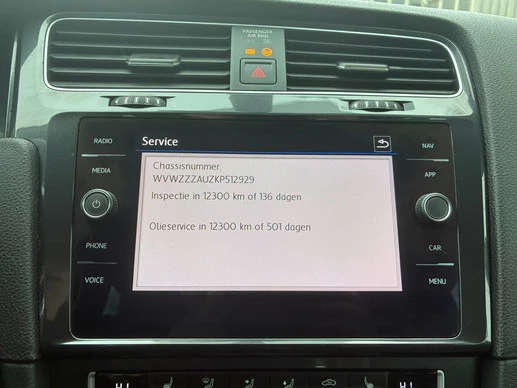 PASSENGER
AIR BAG
RADIO
MEDIA
PHONE
VOICE
Service
Chassisnummer:
WVWZZZAUZKP512929
Inspectie in 12300 km of 136 dagen
Olieservice in 12300 km of 501 dagen
NAV
APP
CAR
MENU